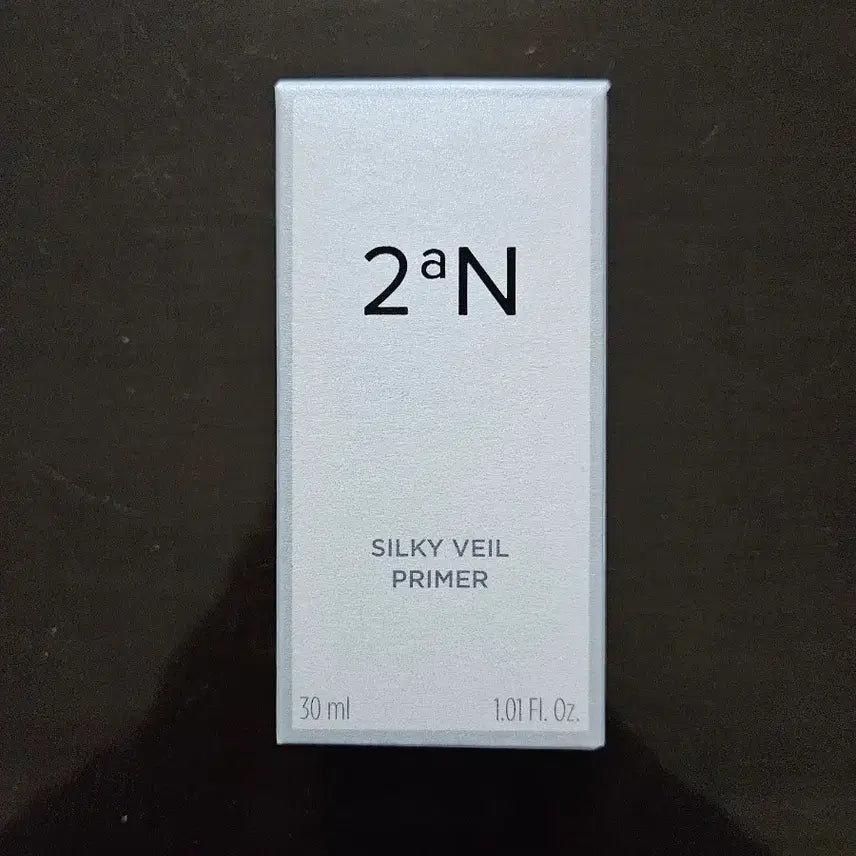 2aN
SILKY VEIL
PRIMER
30 ml 1.01 Fl. Oz.